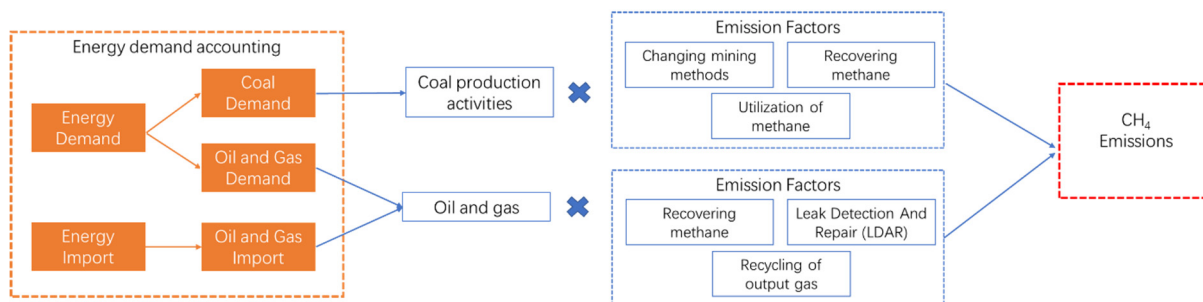 Energy demand accounting
Energy
Demand
Coal
Demand
Oil and Gas
Demand
Energy
Import
Oil and Gas
Import
Coal production
activities
Oil and gas
Emission Factors
Changing mining
methods
Recovering
methane
Utilization of
methane
Emission Factors
Recovering
methane
Leak Detection And
Repair (LDAR)
Recycling of
output gas
CH₄
Emissions